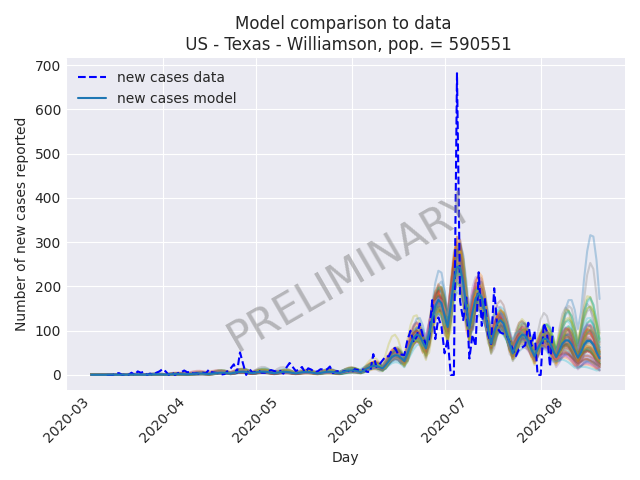 Model comparison to data
US - Texas - Williamson, pop. = 590551
new cases data
new cases model
Number of new cases reported
700
600
500
400
300
200
100
0
PRELIMINARY
2020-03
2020-04
2020-05
2020-06
2020-07
2020-08
Day